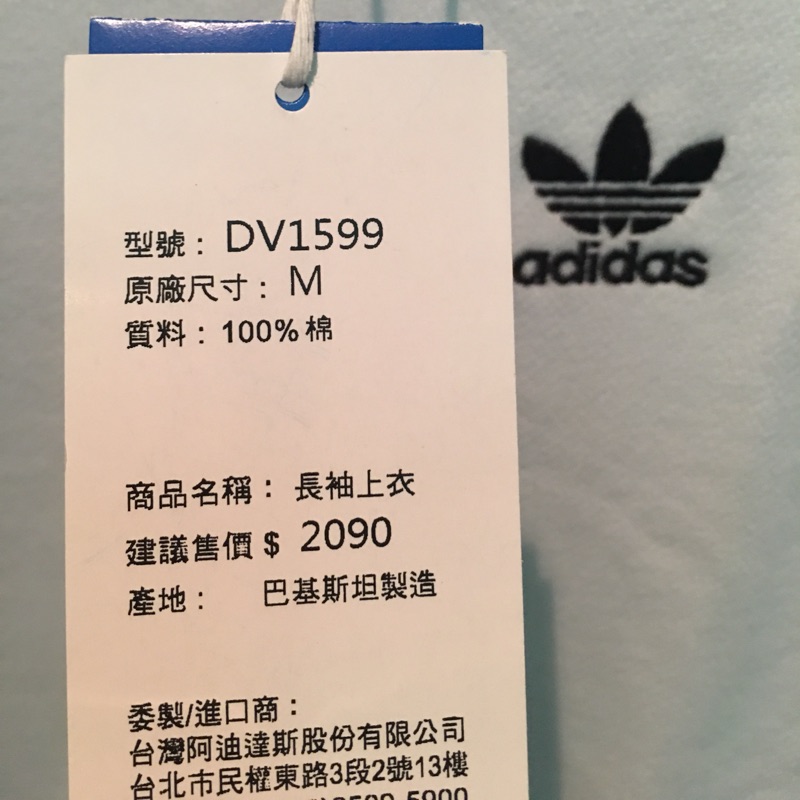 型號： DV1599
原廠尺寸： M
質料：100%棉
商品名稱： 長袖上衣
建議售價 $ 2090
產地： 巴基斯坦製造
委製/進口商：
台灣阿迪達斯股份有限公司
台北市民權東路3段2號13樓
adidas